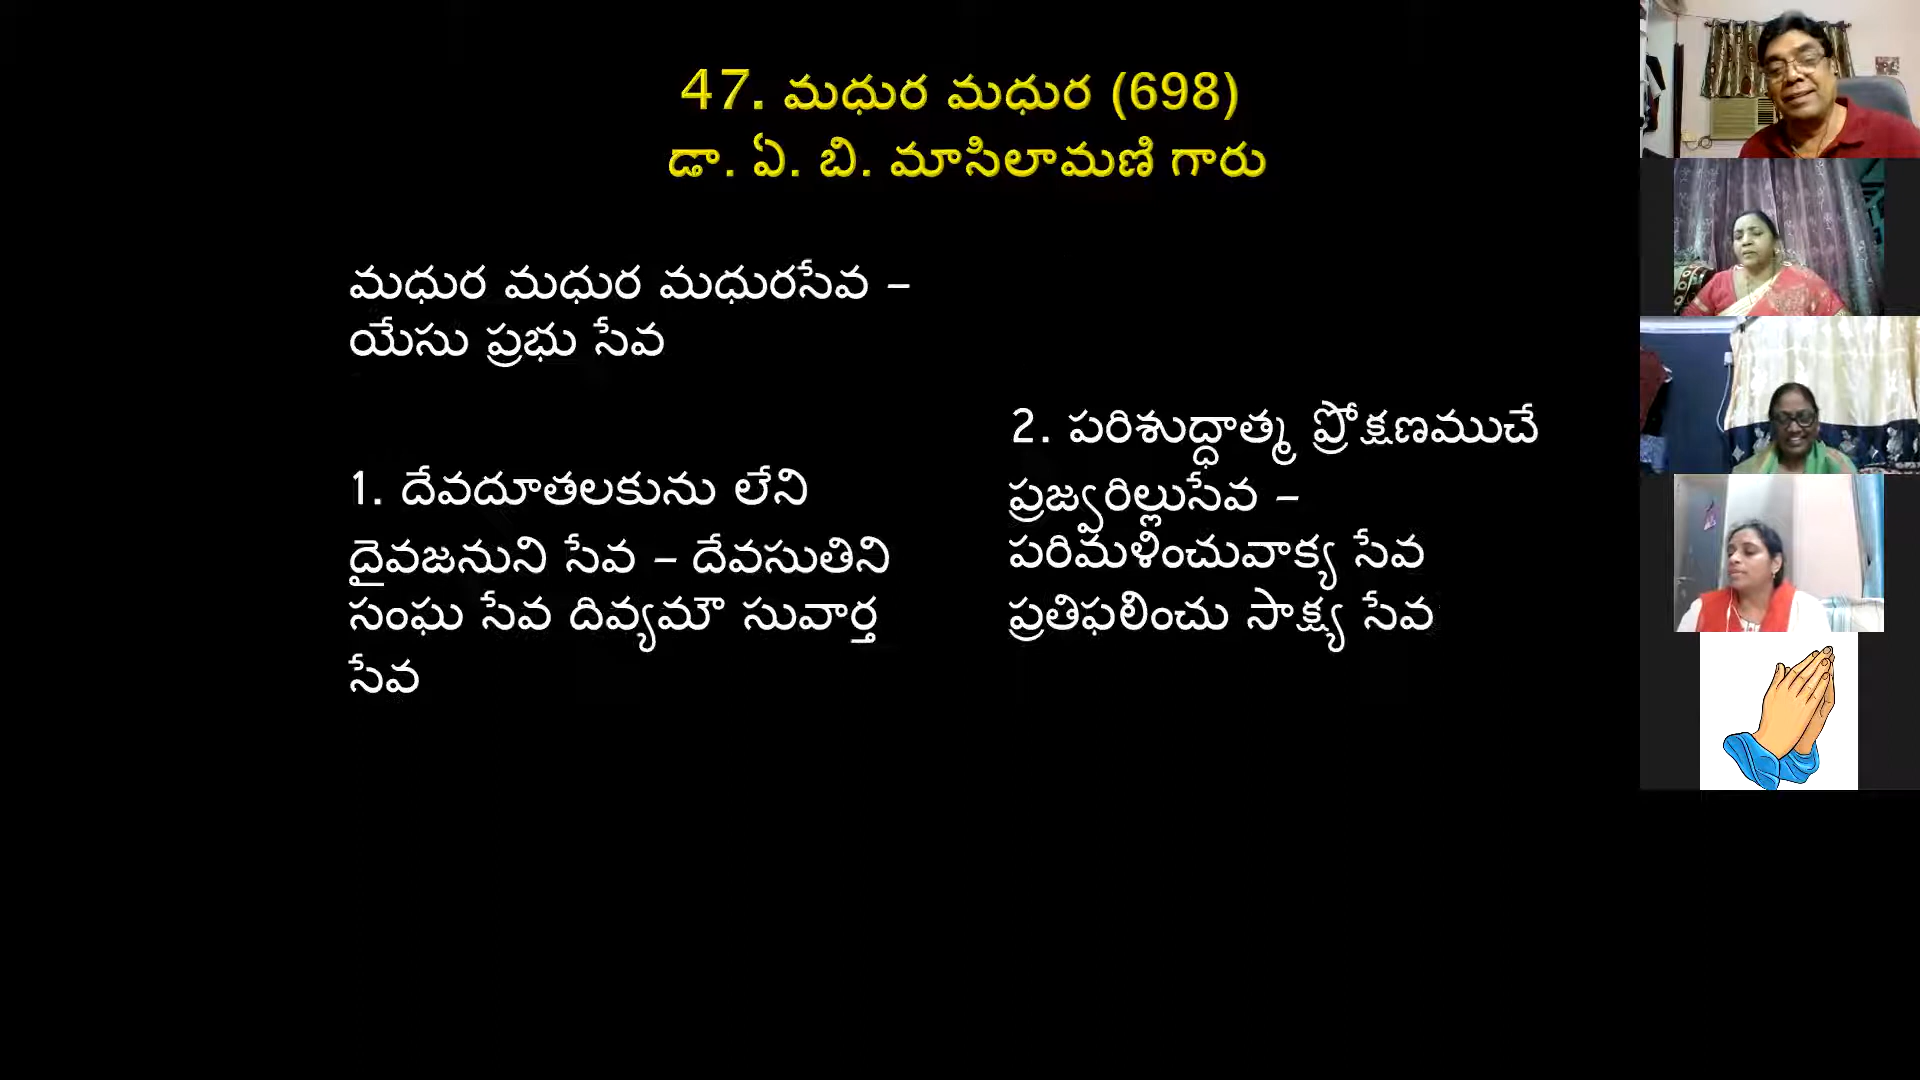 47. మధుర మధుర (698)
డా. ఏ. బి. మాసిలామణి గారు
మధుర మధుర మధురసేవ –
యేసు ప్రభు సేవ
1. దేవదూతలకును లేని
దైవజనుని సేవ – దేవసుతిని
సంఘ సేవ దివ్యమౌ సువార్త
సేవ
2. పరిశుద్ధాత్మ ప్రోక్షణముచే
ప్రజ్వరిల్లుసేవ –
పరిమళించువాక్య సేవ
ప్రతిఫలించు సాక్ష్య సేవ